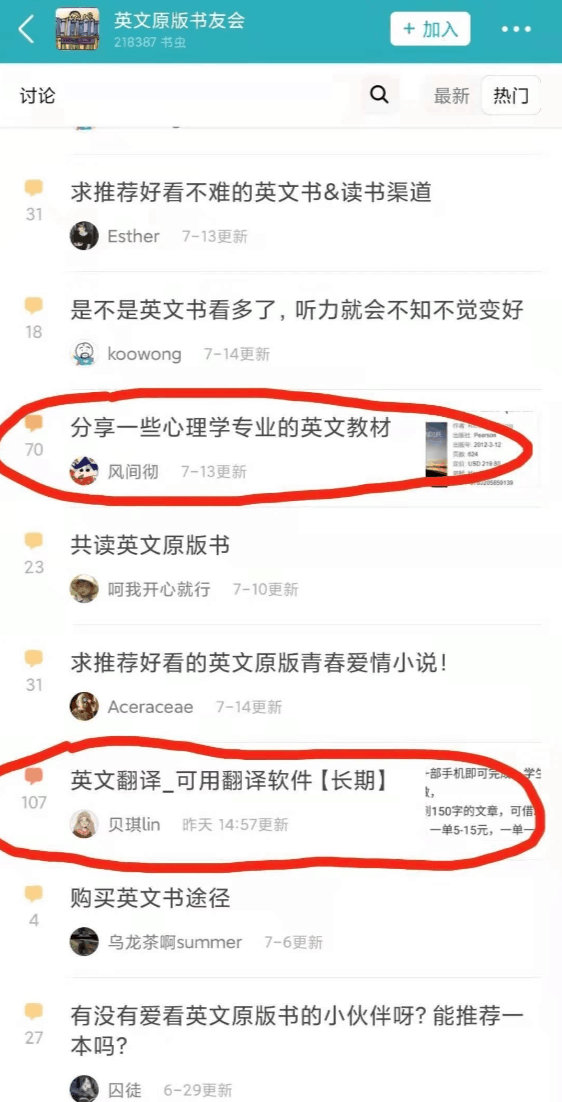 英文原版书友会
218387 书虫
+ 加入
讨论
最新
热门
求推荐好看不难的英文书&读书渠道
31
Esther 7-13更新
是不是英文书看多了，听力就会不知不觉变好
18
koowong 7-14更新
分享一些心理学专业的英文教材
70
风间彻 7-13更新
出版社: Pearson
出版年: 2012-3-12
页数: 624
定价: USD 219.80
共读英文原版书
23
呵我开心就行 7-10更新
求推荐好看的英文原版青春爱情小说！
31
Aceraceae 7-14更新
英文翻译_可用翻译软件【长期】
107
贝琪lin 昨天 14:57更新
部手机即可完成
学生
150字的文章，可借
一单5-15元，一单一
购买英文书途径
4
乌龙茶啊summer 7-6更新
有没有爱看英文原版书的小伙伴呀？能推荐一
本吗？
27
囚徒 6-29更新